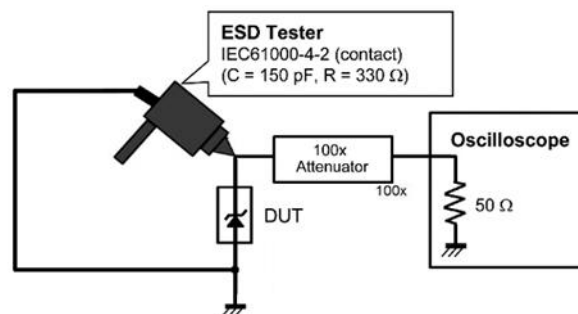 ESD Tester
IEC61000-4-2 (contact)
(C = 150 pF, R = 330 Ω)
100x
Attenuator
100x
Oscilloscope
50 Ω
DUT